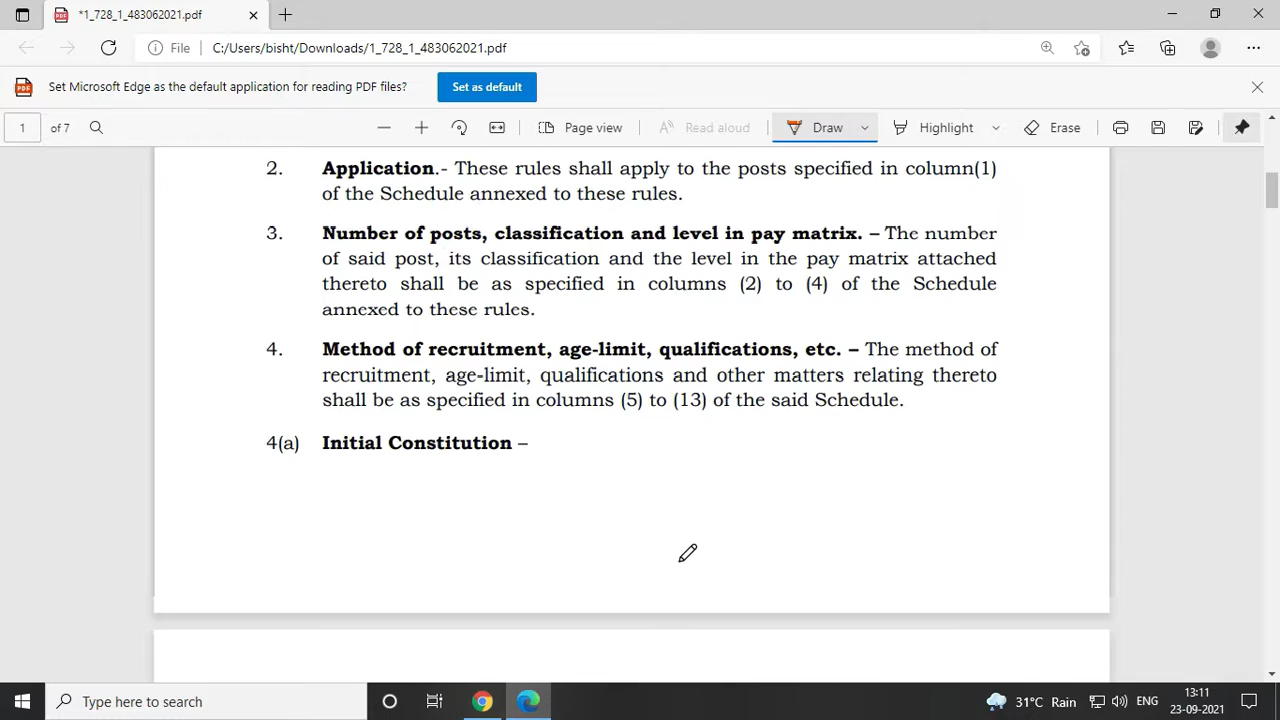 *1_728_1_483062021.pdf
File C:/Users/bisht/Downloads/1_728_1_483062021.pdf
Set Microsoft Edge as the default application for reading PDF files? Set as default
1 of 7 Page view Read aloud Draw Highlight Erase
2. Application.- These rules shall apply to the posts specified in column(1)
of the Schedule annexed to these rules.
3. Number of posts, classification and level in pay matrix. – The number
of said post, its classification and the level in the pay matrix attached
thereto shall be as specified in columns (2) to (4) of the Schedule
annexed to these rules.
4. Method of recruitment, age-limit, qualifications, etc. – The method of
recruitment, age-limit, qualifications and other matters relating thereto
shall be as specified in columns (5) to (13) of the said Schedule.
4(a) Initial Constitution –
Type here to search 31°C Rain ENG 13:11
23-09-2021